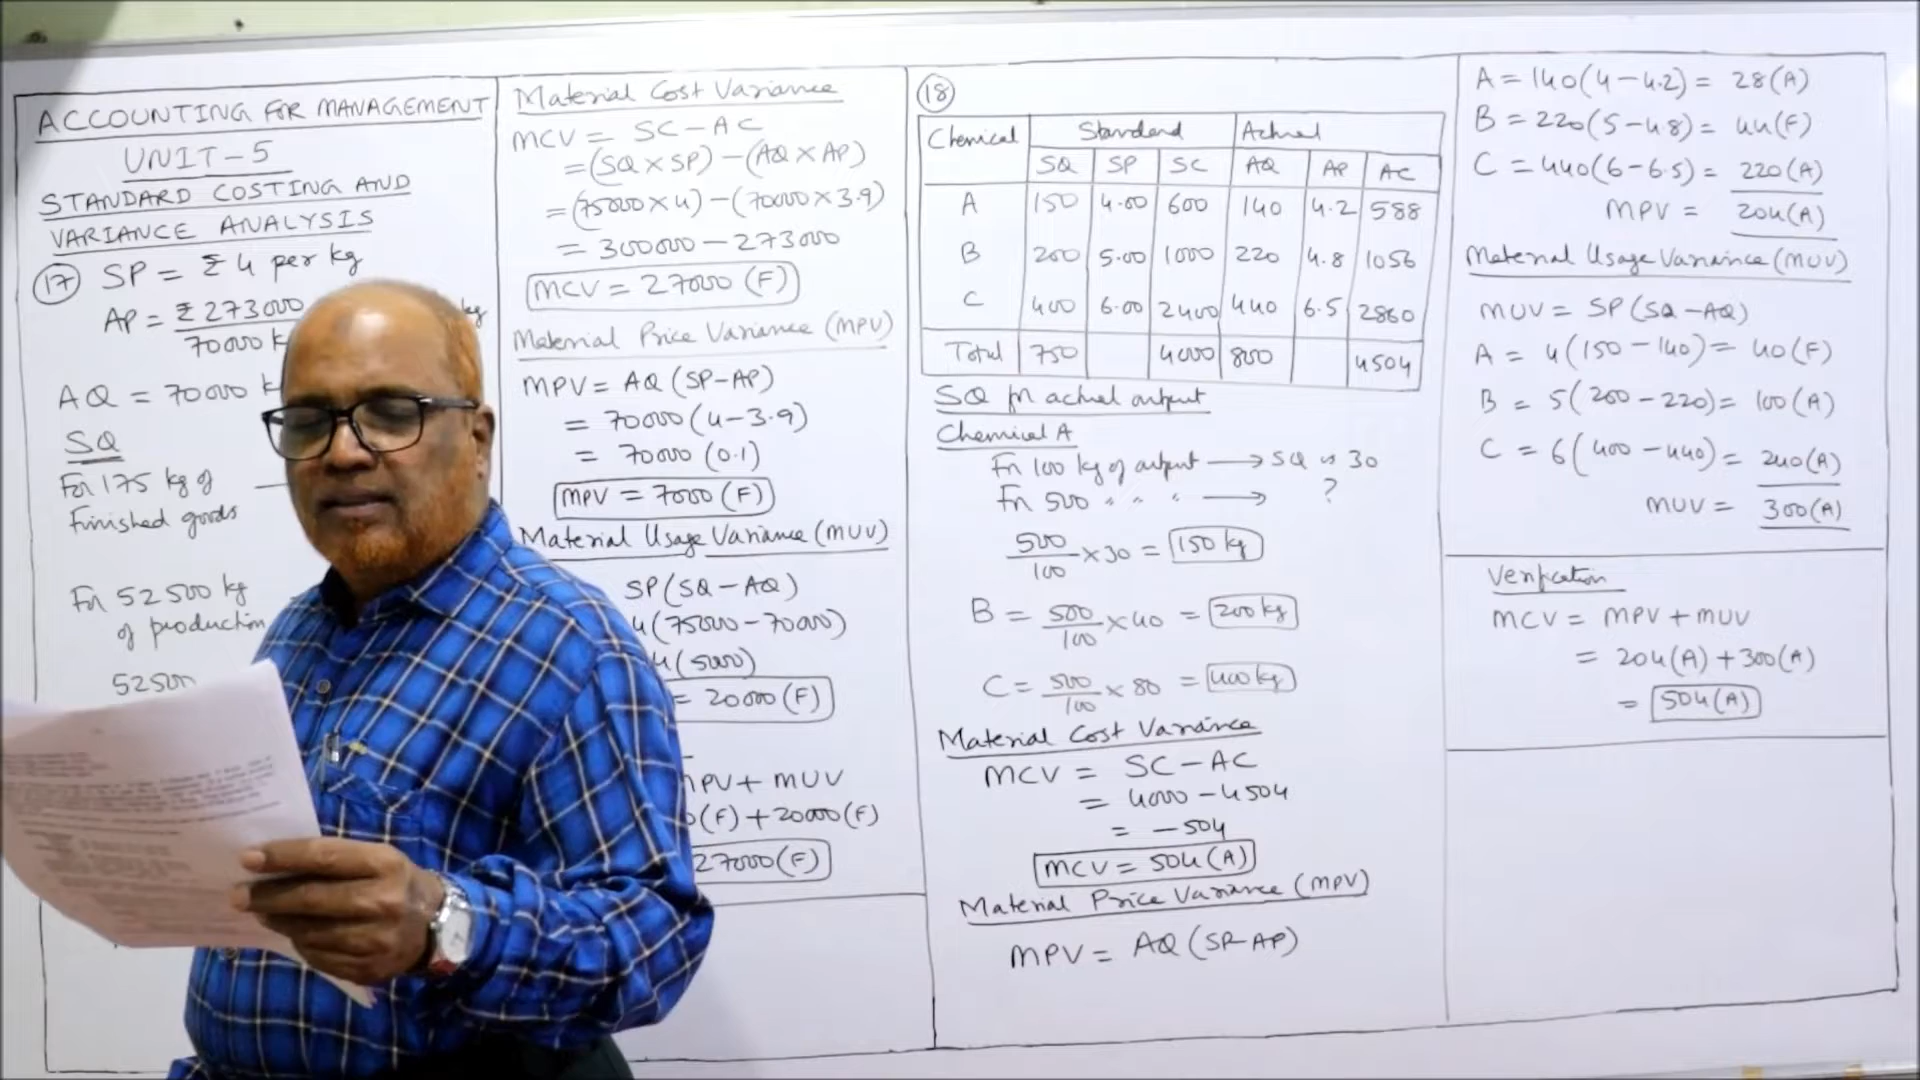 ACCOUNTING FOR MANAGEMENT
UNIT-5
STANDARD COSTING AND
VARIANCE ANALYSIS
(17) SP = ₹ 4 per kg
AP = ₹ 273000
70000 k
kg
AQ = 70000 k
SQ
For 175 kg of
Finished goods
For 52500 kg
of production
52500
Material Cost Variance
MCV = SC - AC
= (SQ × SP) - (AQ × AP)
= (75000 × 4) - (70000 × 3.9)
= 300000 - 273000
MCV = 27000 (F)
Material Price Variance (MPV)
MPV = AQ (SP-AP)
= 70000 (4-3.9)
= 70000 (0.1)
MPV = 7000 (F)
Material Usage Variance (MUV)
SP (SQ - AQ)
4 (75000 - 70000)
4 (5000)
= 20000 (F)
MPV + MUV
(F) + 20000 (F)
27000 (F)
(18)
Chemical Standard Actual
SQ SP SC AQ AP AC
A 150 4.00 600 140 4.2 588
B 200 5.00 1000 220 4.8 1056
C 400 6.00 2400 440 6.5 2860
Total 750 4000 800 4504
SQ for actual output
Chemical A
For 100 kg of output → SQ is 30
For 500 " " " → ?
500/100 × 30 = 150 kg
B = 500/100 × 40 = 200 kg
C = 500/100 × 80 = 400 kg
Material Cost Variance
MCV = SC - AC
= 4000 - 4504
= - 504
MCV = 504 (A)
Material Price Variance (MPV)
MPV = AQ (SP-AP)
A = 140 (4 - 4.2) = 28 (A)
B = 220 (5 - 4.8) = 44 (F)
C = 440 (6 - 6.5) = 220 (A)
MPV = 204 (A)
Material Usage Variance (MUV)
MUV = SP (SQ - AQ)
A = 4 (150 - 140) = 40 (F)
B = 5 (200 - 220) = 100 (A)
C = 6 (400 - 440) = 240 (A)
MUV = 300 (A)
Verification
MCV = MPV + MUV
= 204 (A) + 300 (A)
= 504 (A)